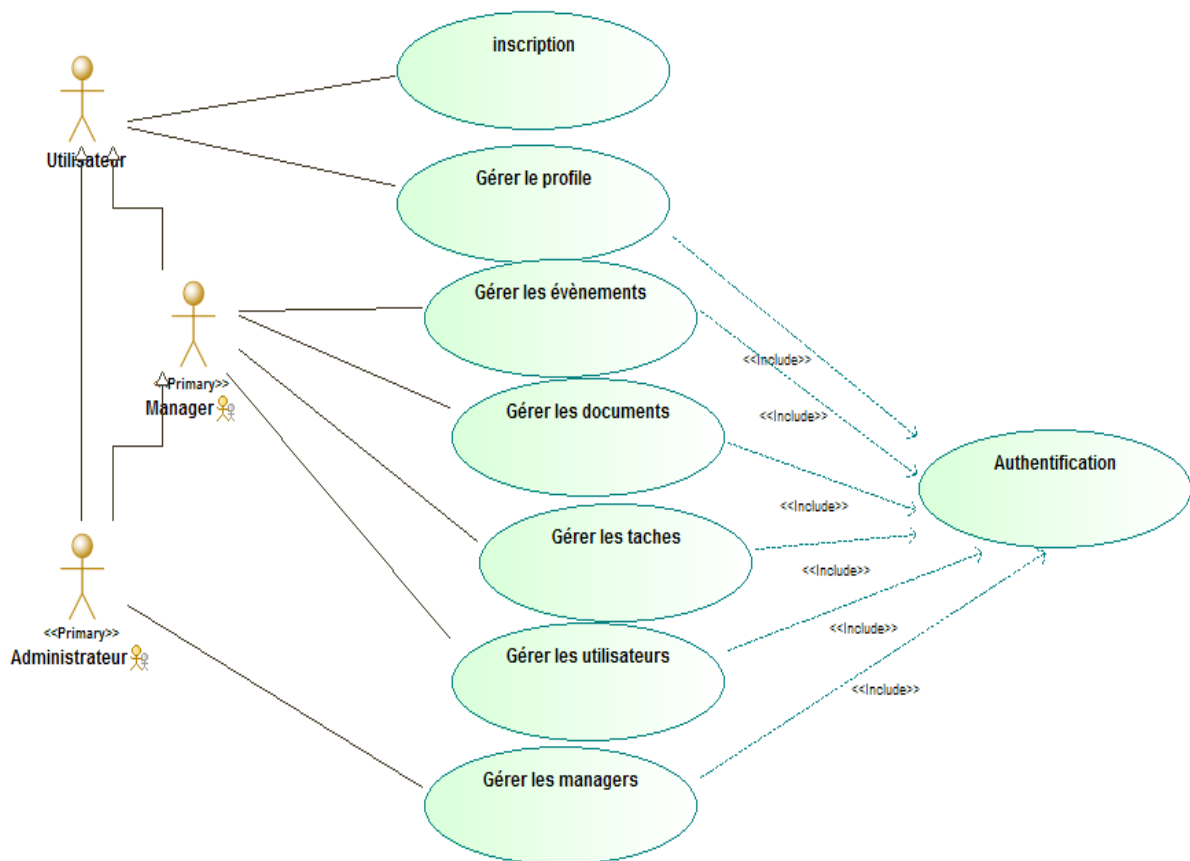 inscription
Utilisateur
Gérer le profile
Gérer les évènements
<<Include>>
<<Primary>>
Manager
Gérer les documents
<<Include>>
Authentification
<<Include>>
Gérer les taches
<<Include>>
<<Primary>>
Administrateur
Gérer les utilisateurs
<<Include>>
<<Include>>
Gérer les managers